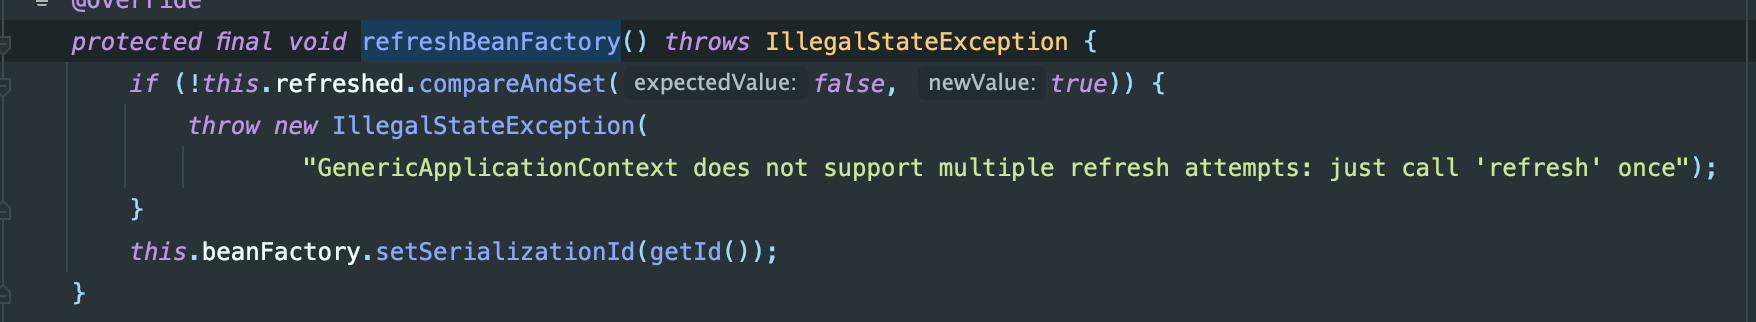 @Override
protected final void refreshBeanFactory() throws IllegalStateException {
if (!this.refreshed.compareAndSet( expectedValue: false, newValue: true)) {
throw new IllegalStateException(
"GenericApplicationContext does not support multiple refresh attempts: just call 'refresh' once");
}
this.beanFactory.setSerializationId(getId());
}